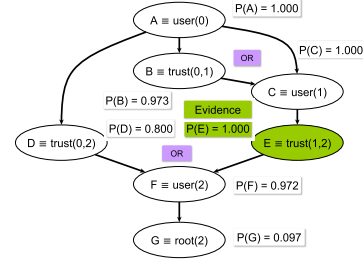 P(A) = 1.000
A ≡ user(0)
P(C) = 1.000
OR
B ≡ trust(0,1)
C ≡ user(1)
P(B) = 0.973
Evidence
P(D) = 0.800
P(E) = 1.000
D ≡ trust(0,2)
E ≡ trust(1,2)
OR
F ≡ user(2)
P(F) = 0.972
G ≡ root(2)
P(G) = 0.097